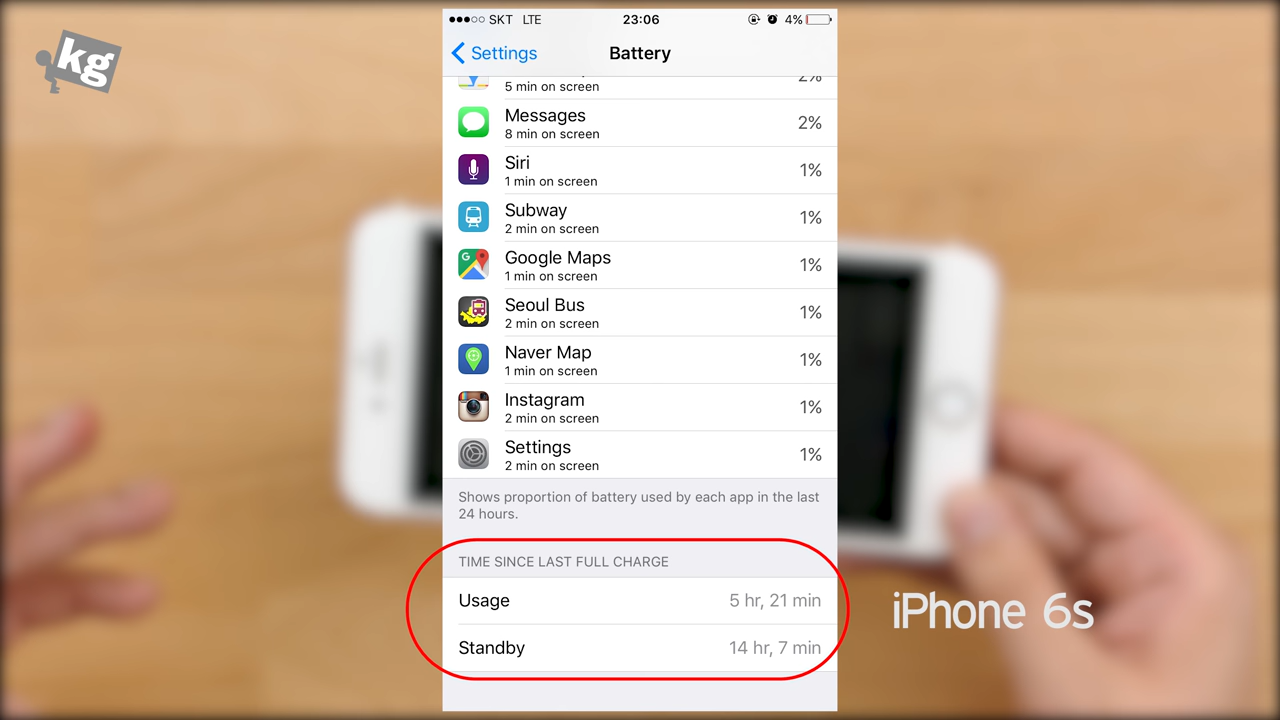 kg
SKT LTE 23:06 4%
Settings Battery
2%
5 min on screen
Messages 2%
8 min on screen
Siri 1%
1 min on screen
Subway 1%
2 min on screen
Google Maps 1%
1 min on screen
Seoul Bus 1%
2 min on screen
Naver Map 1%
1 min on screen
Instagram 1%
2 min on screen
Settings 1%
2 min on screen
Shows proportion of battery used by each app in the last
24 hours.
TIME SINCE LAST FULL CHARGE
Usage 5 hr, 21 min
Standby 14 hr, 7 min
iPhone 6s